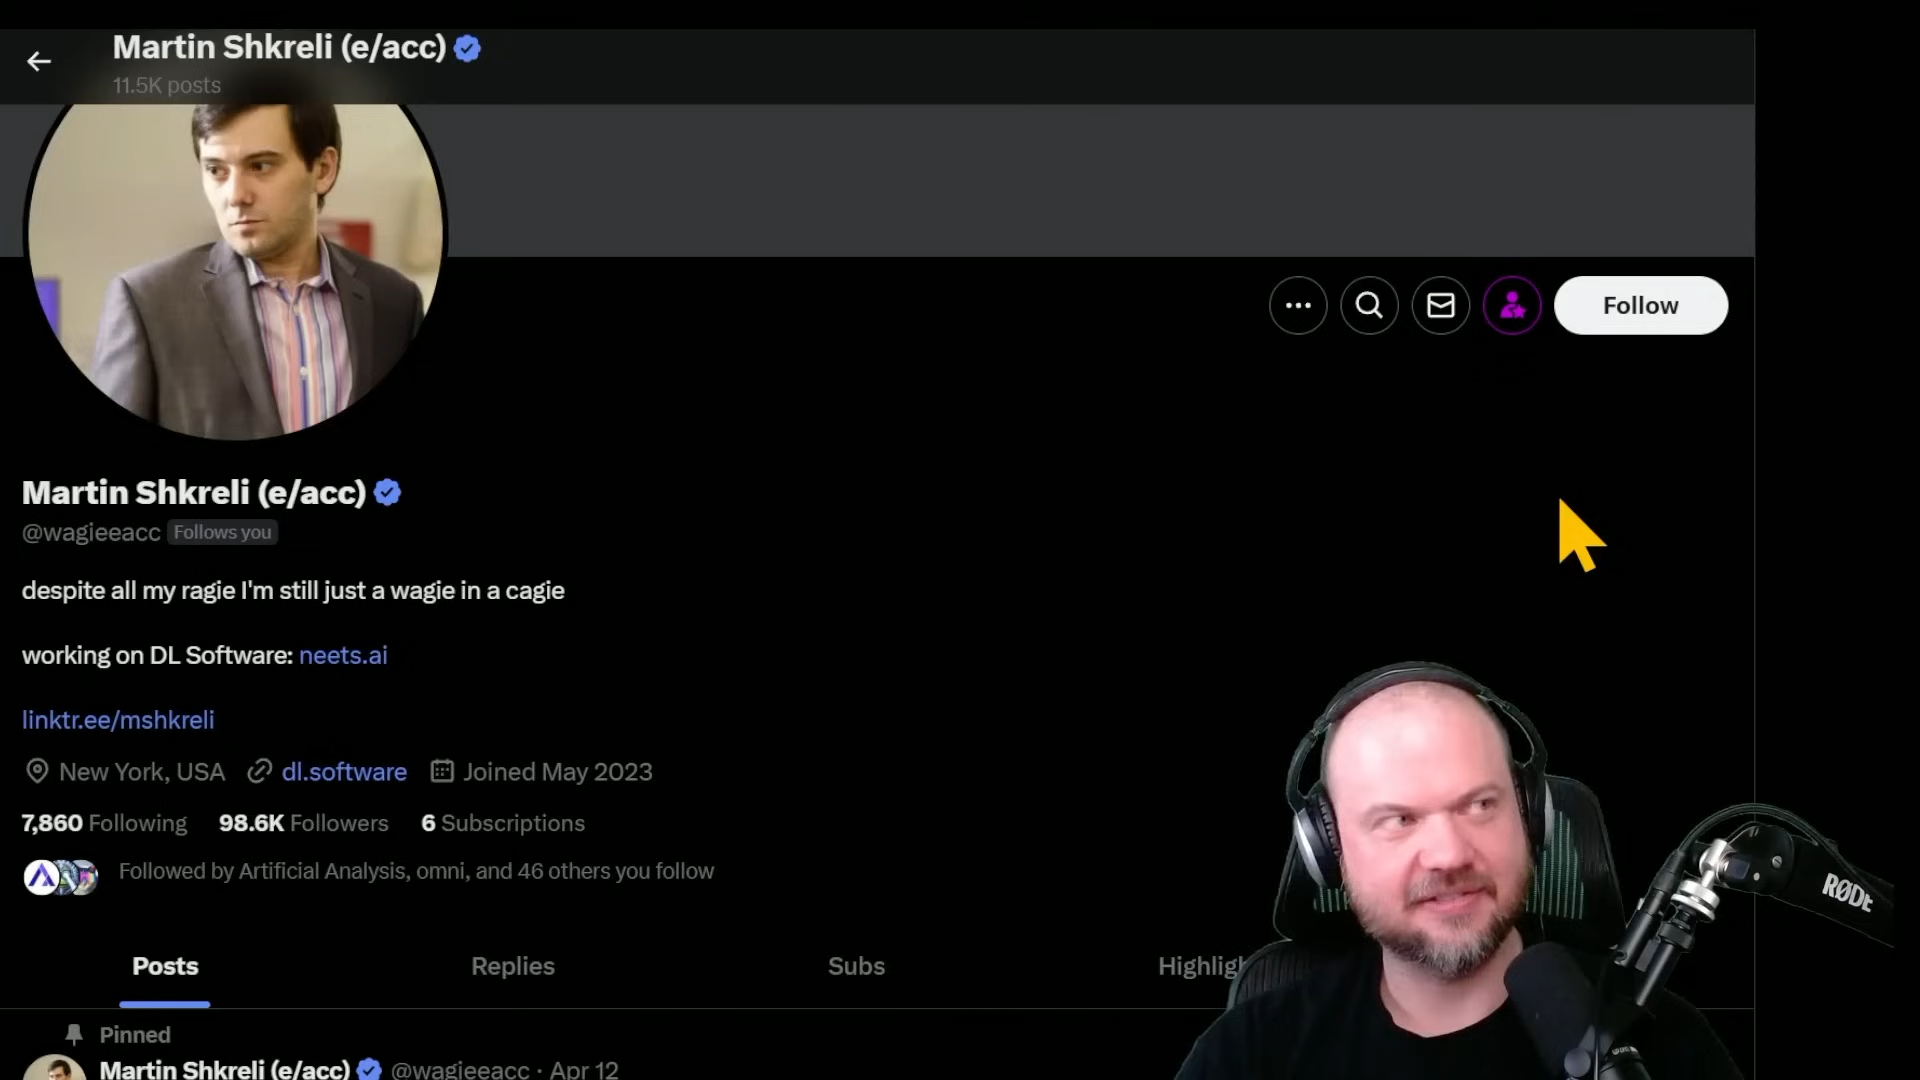 Martin Shkreli (e/acc)
11.5K posts
Follow
Martin Shkreli (e/acc)
@wagieeacc Follows you
despite all my ragie I'm still just a wagie in a cagie
working on DL Software: neets.ai
linktr.ee/mshkreli
New York, USA dl.software Joined May 2023
7,860 Following 98.6K Followers 6 Subscriptions
Followed by Artificial Analysis, omni, and 46 others you follow
Posts Replies Subs Highligh
RØDE
Pinned
Martin Shkreli (e/acc) @wagieeacc · Apr 12